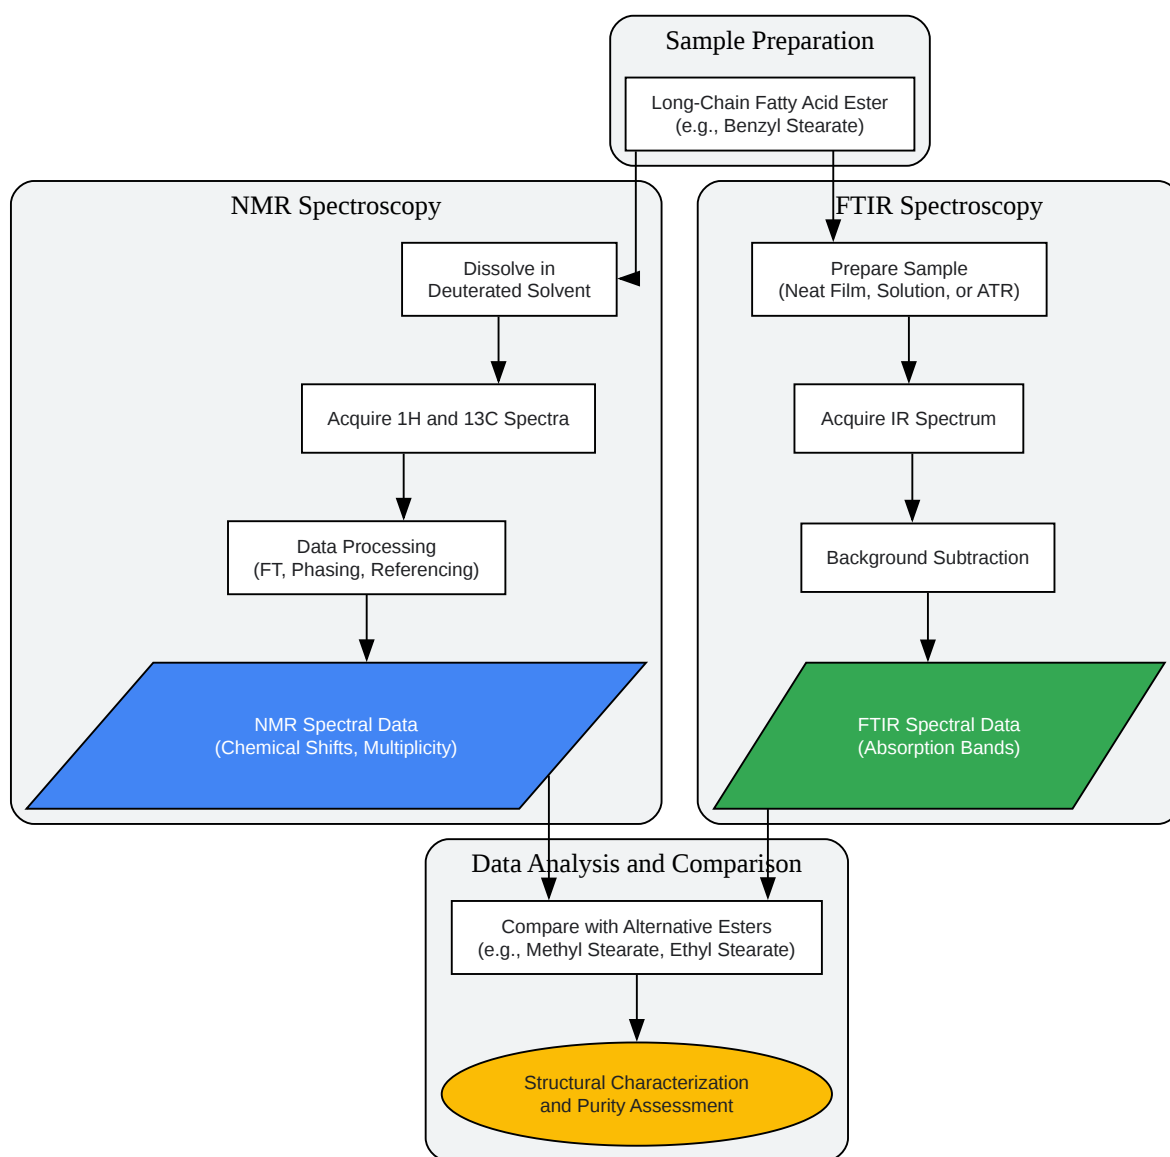 Sample Preparation
Long-Chain Fatty Acid Ester
(e.g., Benzyl Stearate)
NMR Spectroscopy
Dissolve in
Deuterated Solvent
Acquire 1H and 13C Spectra
Data Processing
(FT, Phasing, Referencing)
NMR Spectral Data
(Chemical Shifts, Multiplicity)
FTIR Spectroscopy
Prepare Sample
(Neat Film, Solution, or ATR)
Acquire IR Spectrum
Background Subtraction
FTIR Spectral Data
(Absorption Bands)
Data Analysis and Comparison
Compare with Alternative Esters
(e.g., Methyl Stearate, Ethyl Stearate)
Structural Characterization
and Purity Assessment